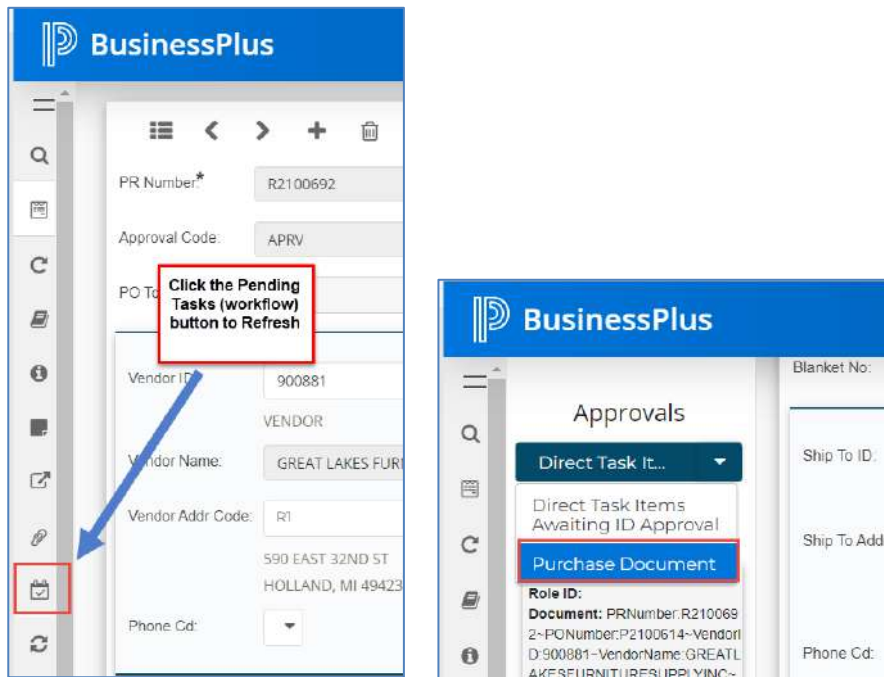 BusinessPlus
PR Number:*
R2100692
Approval Code:
APRV
PO
Click the Pending
Tasks (workflow)
button to Refresh
Vendor ID
900881
VENDOR
Vendor Name:
GREAT LAKES FUR
Vendor Addr Code:
R1
590 EAST 32ND ST
HOLLAND, MI 49423
Phone Cd:
BusinessPlus
Approvals
Direct Task It...
Direct Task Items
Awaiting ID Approval
Purchase Document
Role ID:
Document: PRNumber:R210069
2~PONumber:P2100614~VendorI
D:900881~VendorName:GREATL
AKESFURNITURESUPPLYINC~
Blanket No:
Ship To ID:
Ship To Add
Phone Cd: